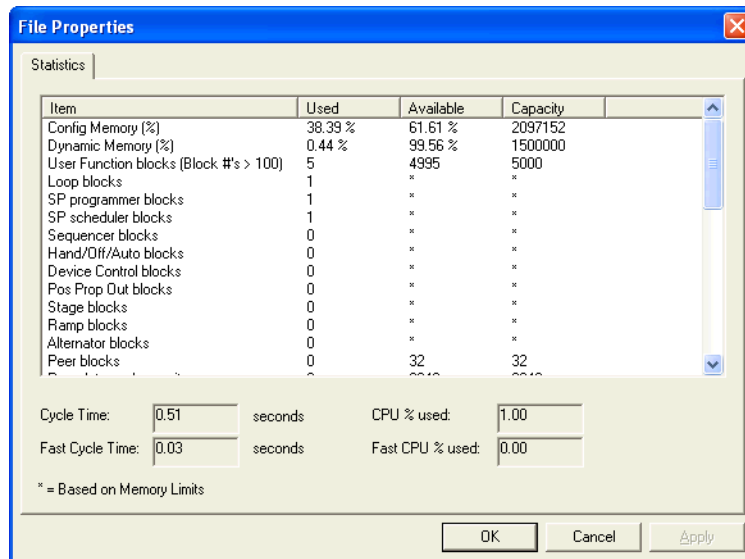 File Properties
Statistics
Item Used Available Capacity
Config Memory (%) 38.39 % 61.61 % 2097152
Dynamic Memory (%) 0.44 % 99.56 % 1500000
User Function blocks (Block #'s > 100) 5 4995 5000
Loop blocks 1 * *
SP programmer blocks 1 * *
SP scheduler blocks 1 * *
Sequencer blocks 0 * *
Hand/Off/Auto blocks 0 * *
Device Control blocks 0 * *
Pos Prop Out blocks 0 * *
Stage blocks 0 * *
Ramp blocks 0 * *
Alternator blocks 0 * *
Peer blocks 0 32 32
Cycle Time: 0.51 seconds CPU % used: 1.00
Fast Cycle Time: 0.03 seconds Fast CPU % used: 0.00
* = Based on Memory Limits
OK Cancel Apply